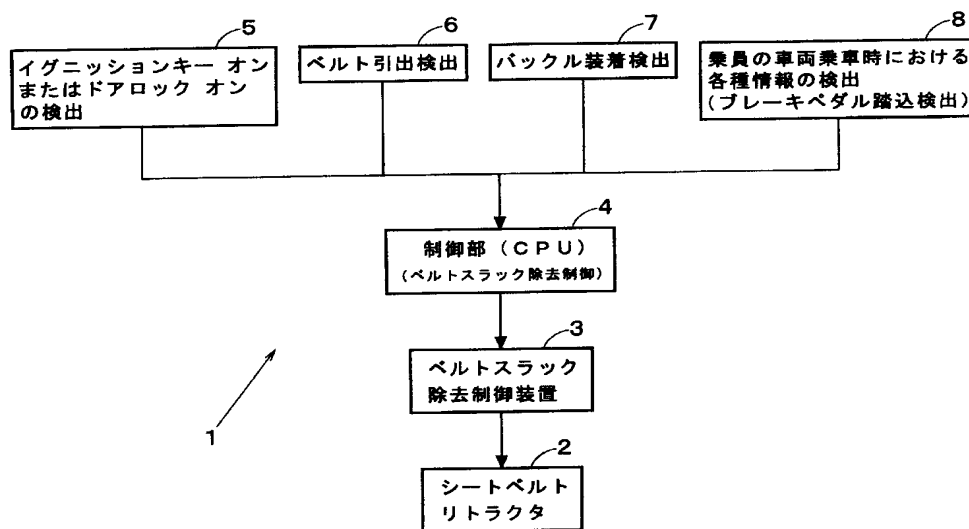 5
イグニッションキー オン
またはドアロック オン
の検出
6
ベルト引出検出
7
バックル装着検出
8
乗員の車両乗車時における
各種情報の検出
(ブレーキペダル踏込検出)
4
制御部(CPU)
(ベルトスラック除去制御)
3
ベルトスラック
除去制御装置
1
2
シートベルト
リトラクタ